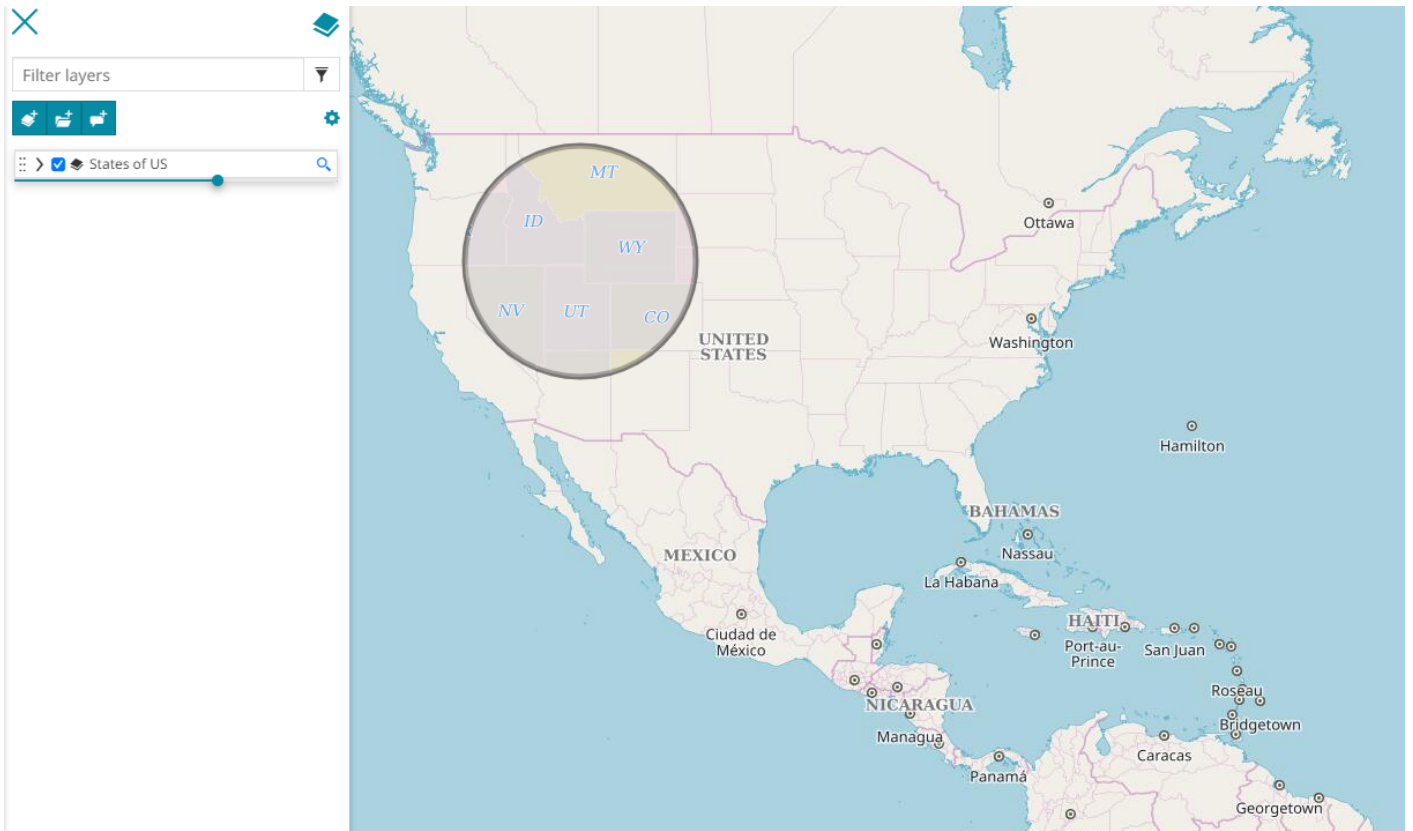 Filter layers
States of US
MT
ID
WY
NV
UT
CO
UNITED
STATES
Ottawa
Washington
Hamilton
BAHAMAS
Nassau
MEXICO
La Habana
Ciudad de
México
HAITI
Port-au-
Prince
San Juan
Roseau
NICARAGUA
Bridgetown
Managua
Caracas
Panamá
Georgetown